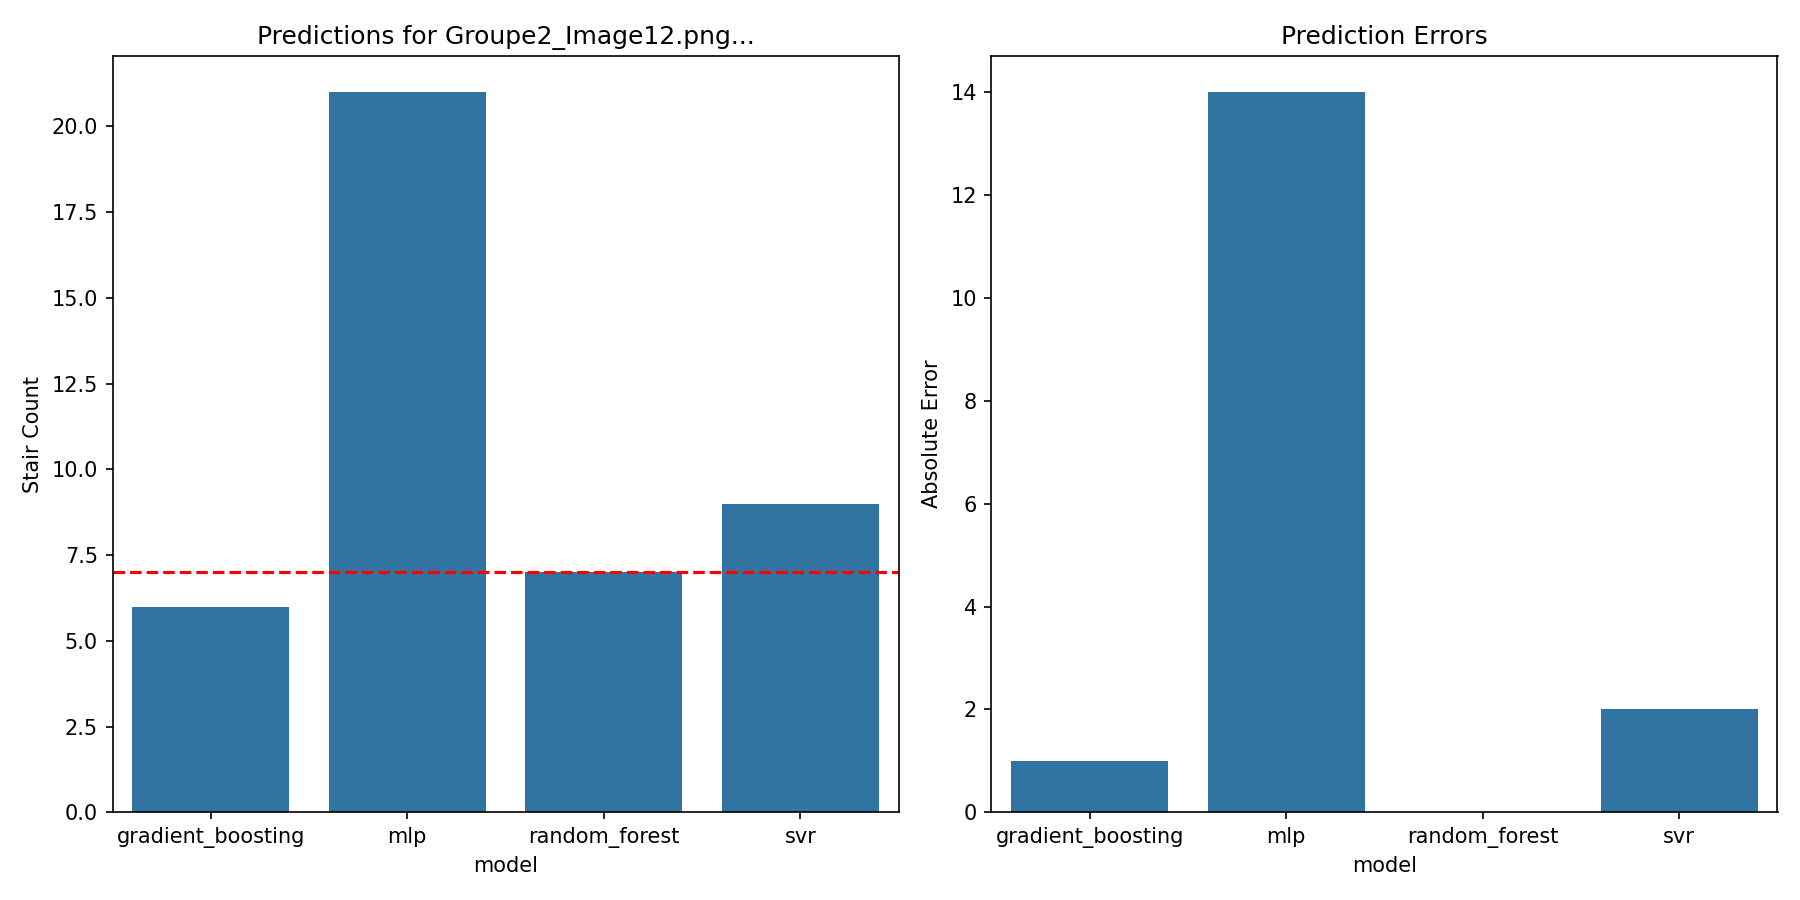 Predictions for Groupe2_Image12.png...
Stair Count
20.0
17.5
15.0
12.5
10.0
7.5
5.0
2.5
0.0
gradient_boosting mlp random_forest svr
model
Prediction Errors
Absolute Error
14
12
10
8
6
4
2
0
gradient_boosting mlp random_forest svr
model